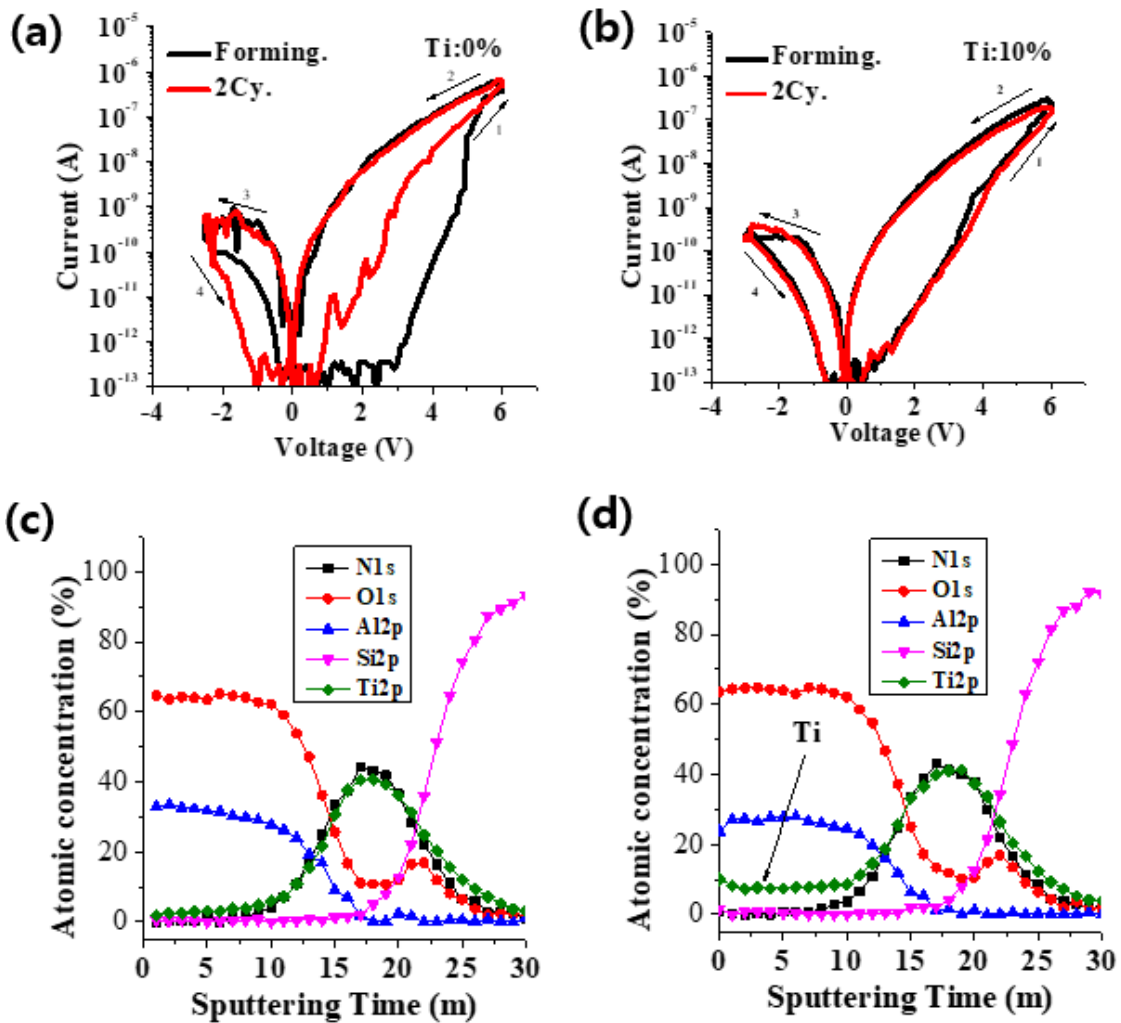 (a)
Forming.
2Cy.
Ti:0%
2
1
3
4
10⁻⁵
10⁻⁶
10⁻⁷
10⁻⁸
10⁻⁹
10⁻¹⁰
10⁻¹¹
10⁻¹²
10⁻¹³
Current (A)
-4 -2 0 2 4 6
Voltage (V)
(b)
Forming.
2Cy.
Ti:10%
2
1
3
4
10⁻⁵
10⁻⁶
10⁻⁷
10⁻⁸
10⁻⁹
10⁻¹⁰
10⁻¹¹
10⁻¹²
10⁻¹³
Current (A)
-4 -2 0 2 4 6
Voltage (V)
(c)
N1s
O1s
Al2p
Si2p
Ti2p
100
80
60
40
20
0
Atomic concentration (%)
0 5 10 15 20 25 30
Sputtering Time (m)
(d)
N1s
O1s
Al2p
Si2p
Ti2p
Ti
100
80
60
40
20
0
Atomic concentration (%)
0 5 10 15 20 25 30
Sputtering Time (m)